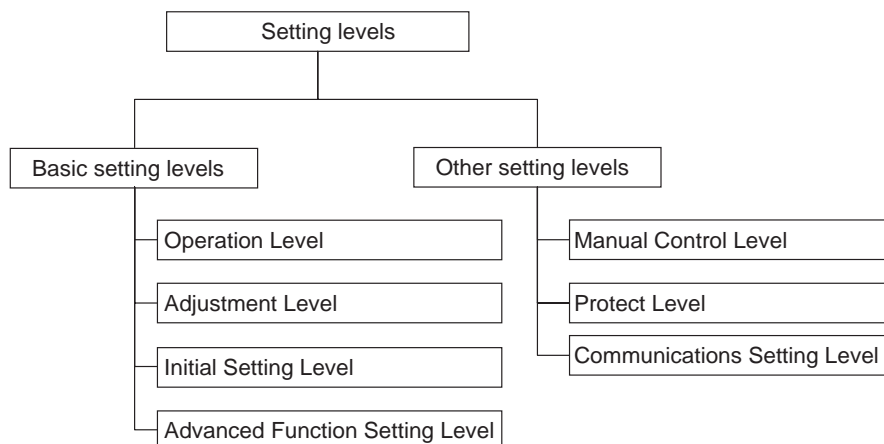 Setting levels
Basic setting levels
Operation Level
Adjustment Level
Initial Setting Level
Advanced Function Setting Level
Other setting levels
Manual Control Level
Protect Level
Communications Setting Level